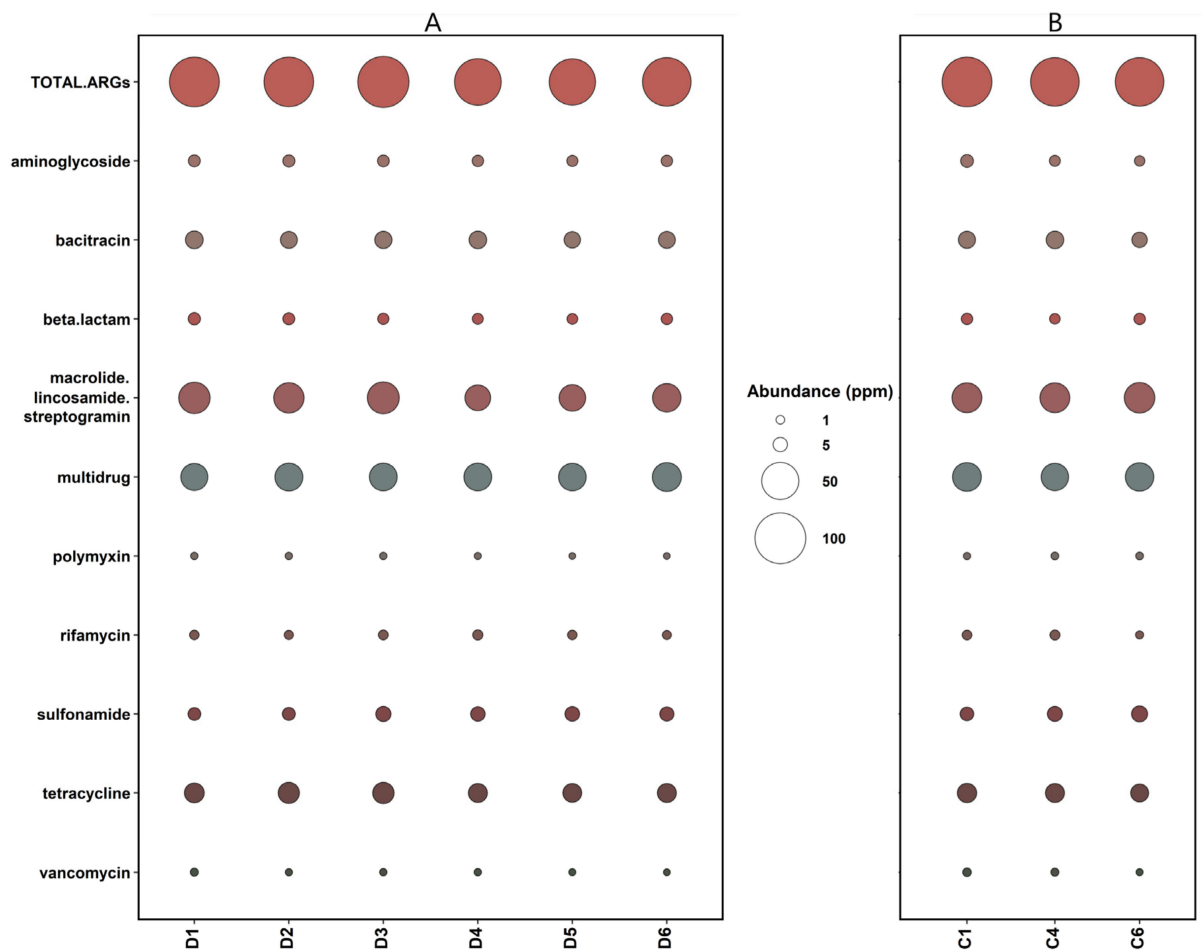 A
B
TOTAL.ARGs
aminoglycoside
bacitracin
beta.lactam
macrolide.
lincosamide.
streptogramin
multidrug
polymyxin
rifamycin
sulfonamide
tetracycline
vancomycin
D1
D2
D3
D4
D5
D6
Abundance (ppm)
1
5
50
100
C1
C4
C6